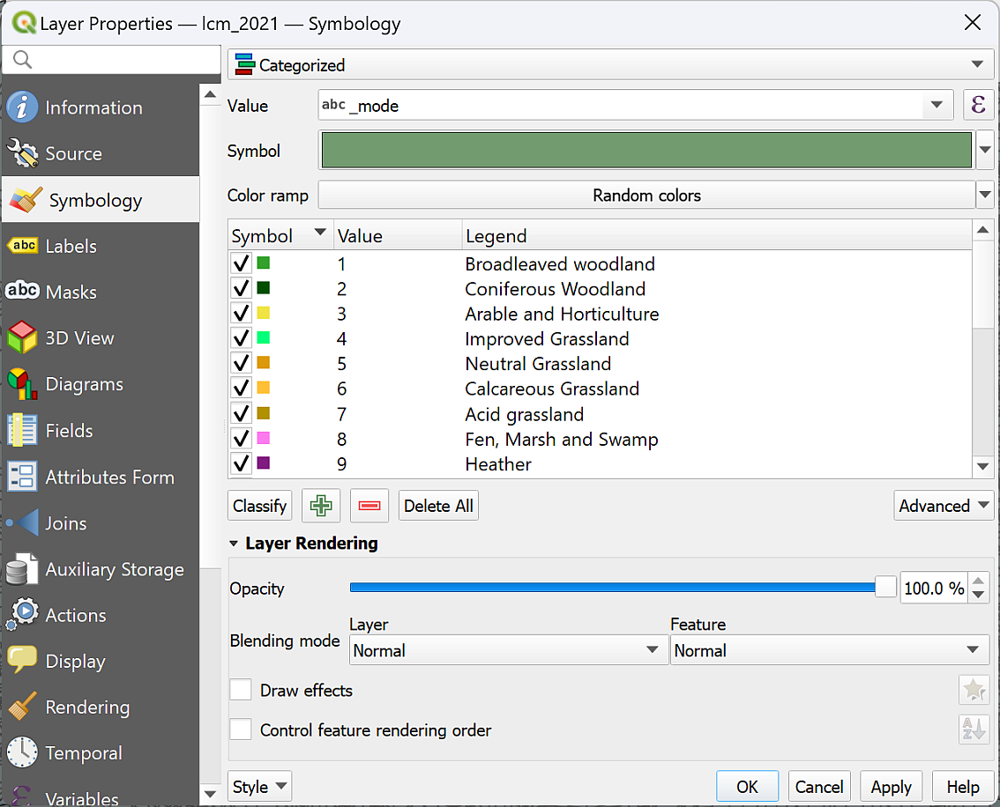 Layer Properties — lcm_2021 — Symbology
Information
Source
Symbology
abc Labels
abc Masks
3D View
Diagrams
Fields
Attributes Form
Joins
Auxiliary Storage
Actions
Display
Rendering
Temporal
Variables
Categorized
Value abc _mode ε
Symbol
Color ramp Random colors
Symbol Value Legend
1 Broadleaved woodland
2 Coniferous Woodland
3 Arable and Horticulture
4 Improved Grassland
5 Neutral Grassland
6 Calcareous Grassland
7 Acid grassland
8 Fen, Marsh and Swamp
9 Heather
Classify Delete All Advanced
Layer Rendering
Opacity 100.0 %
Layer Feature
Blending mode Normal Normal
Draw effects
Control feature rendering order
Style OK Cancel Apply Help